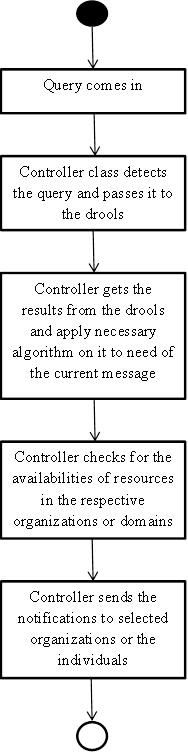 Query comes in
Controller class detects
the query and passes it to
the drools
Controller gets the
results from the drools
and apply necessary
algorithm on it to need of
the current message
Controller checks for the
availabilities of resources
in the respective
organizations or domains
Controller sends the
notifications to selected
organizations or the
individuals